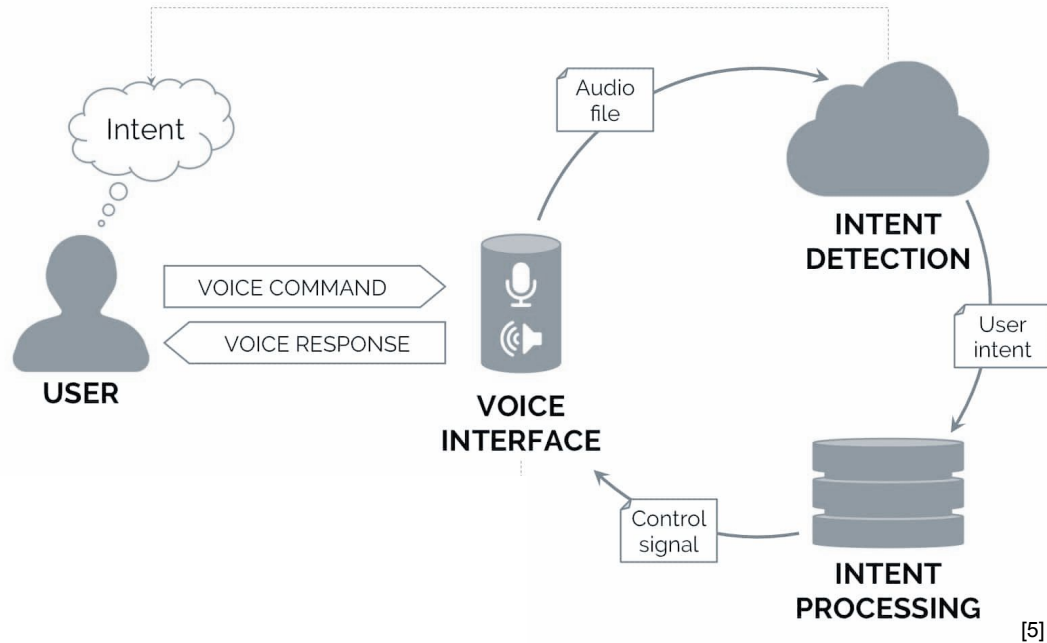 Intent
USER
VOICE COMMAND
VOICE RESPONSE
VOICE
INTERFACE
Audio
file
INTENT
DETECTION
User
intent
INTENT
PROCESSING
Control
signal
[5]